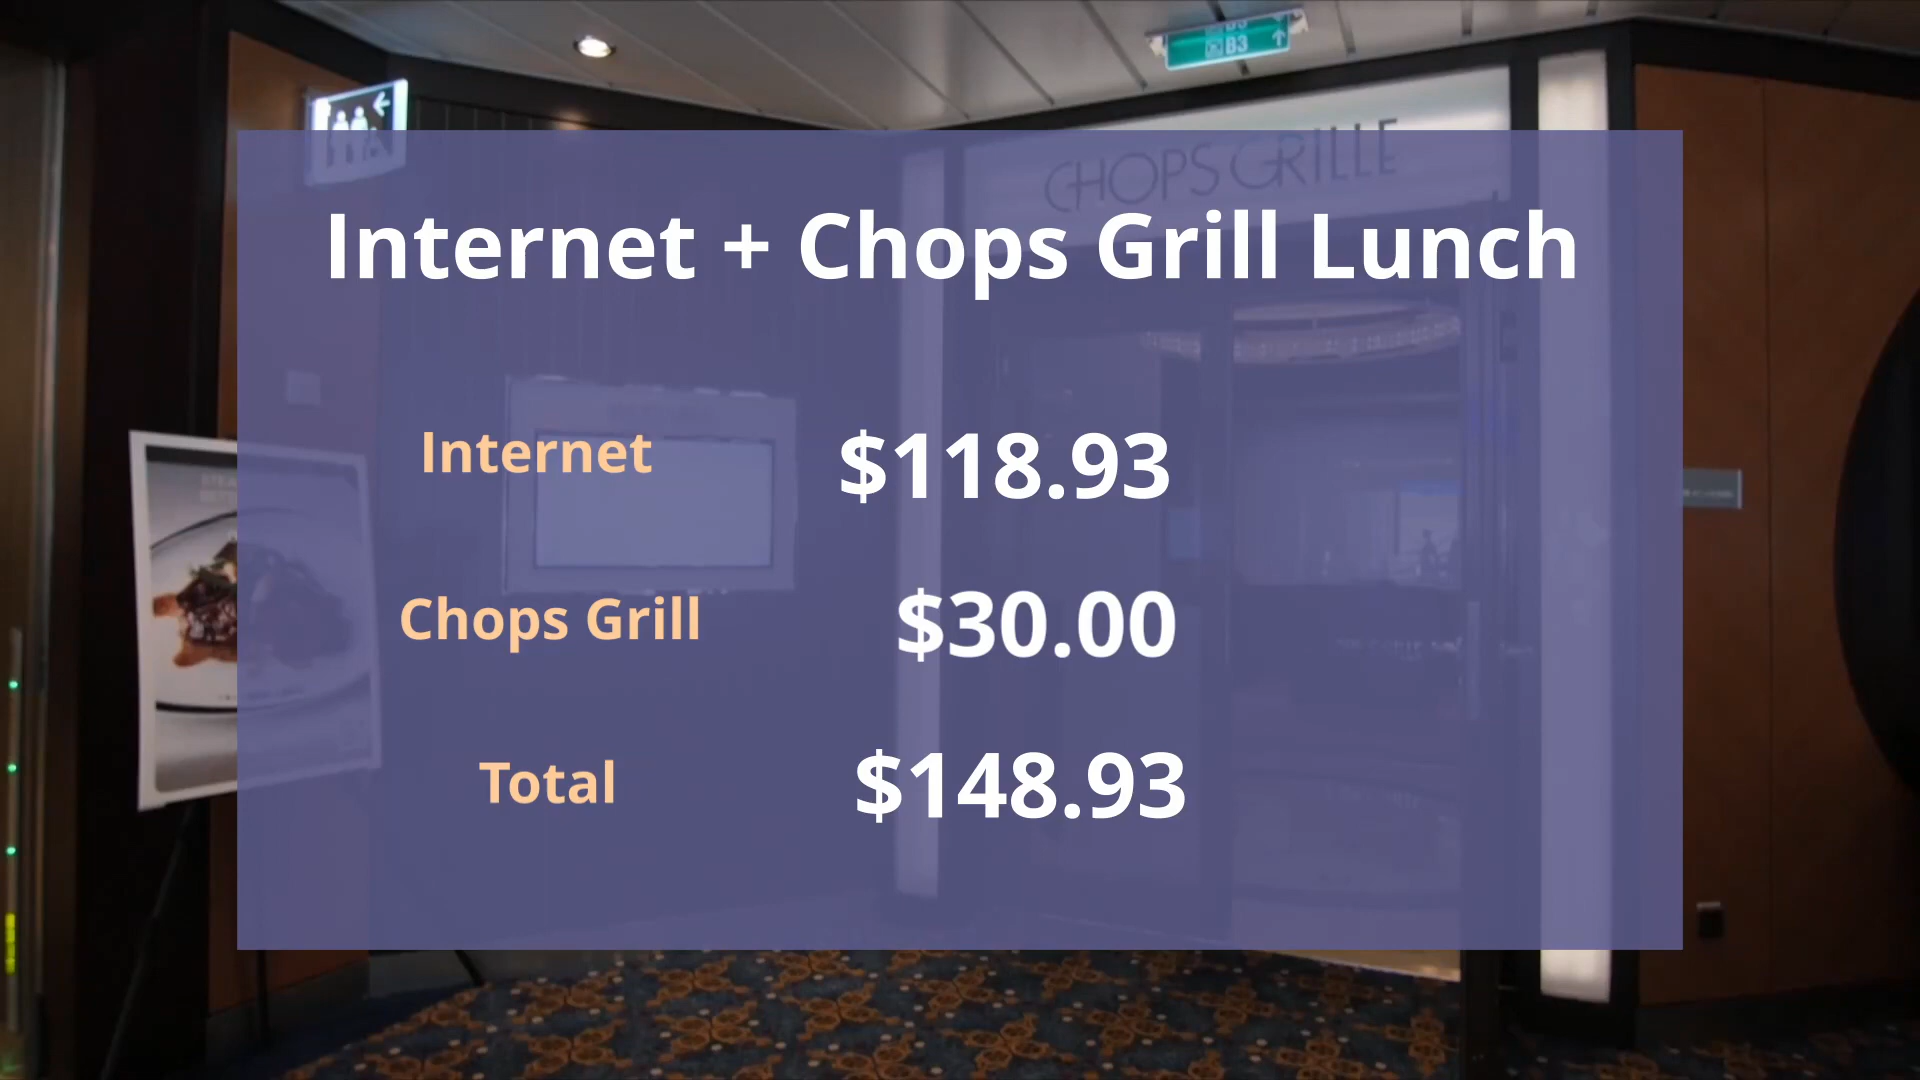 B3
CHOPS GRILLE
Internet + Chops Grill Lunch
Internet $118.93
Chops Grill $30.00
Total $148.93